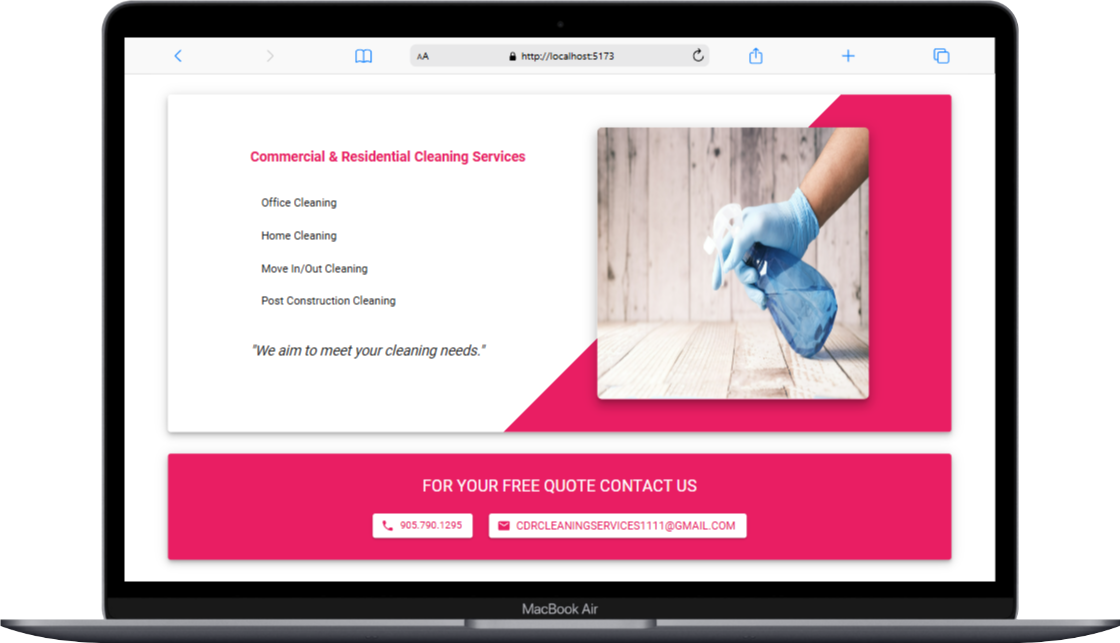 AA
http://localhost:5173
Commercial & Residential Cleaning Services
Office Cleaning
Home Cleaning
Move In/Out Cleaning
Post Construction Cleaning
"We aim to meet your cleaning needs."
FOR YOUR FREE QUOTE CONTACT US
905.790.1295
CDRCLEANINGSERVICES1111@GMAIL.COM
MacBook Air